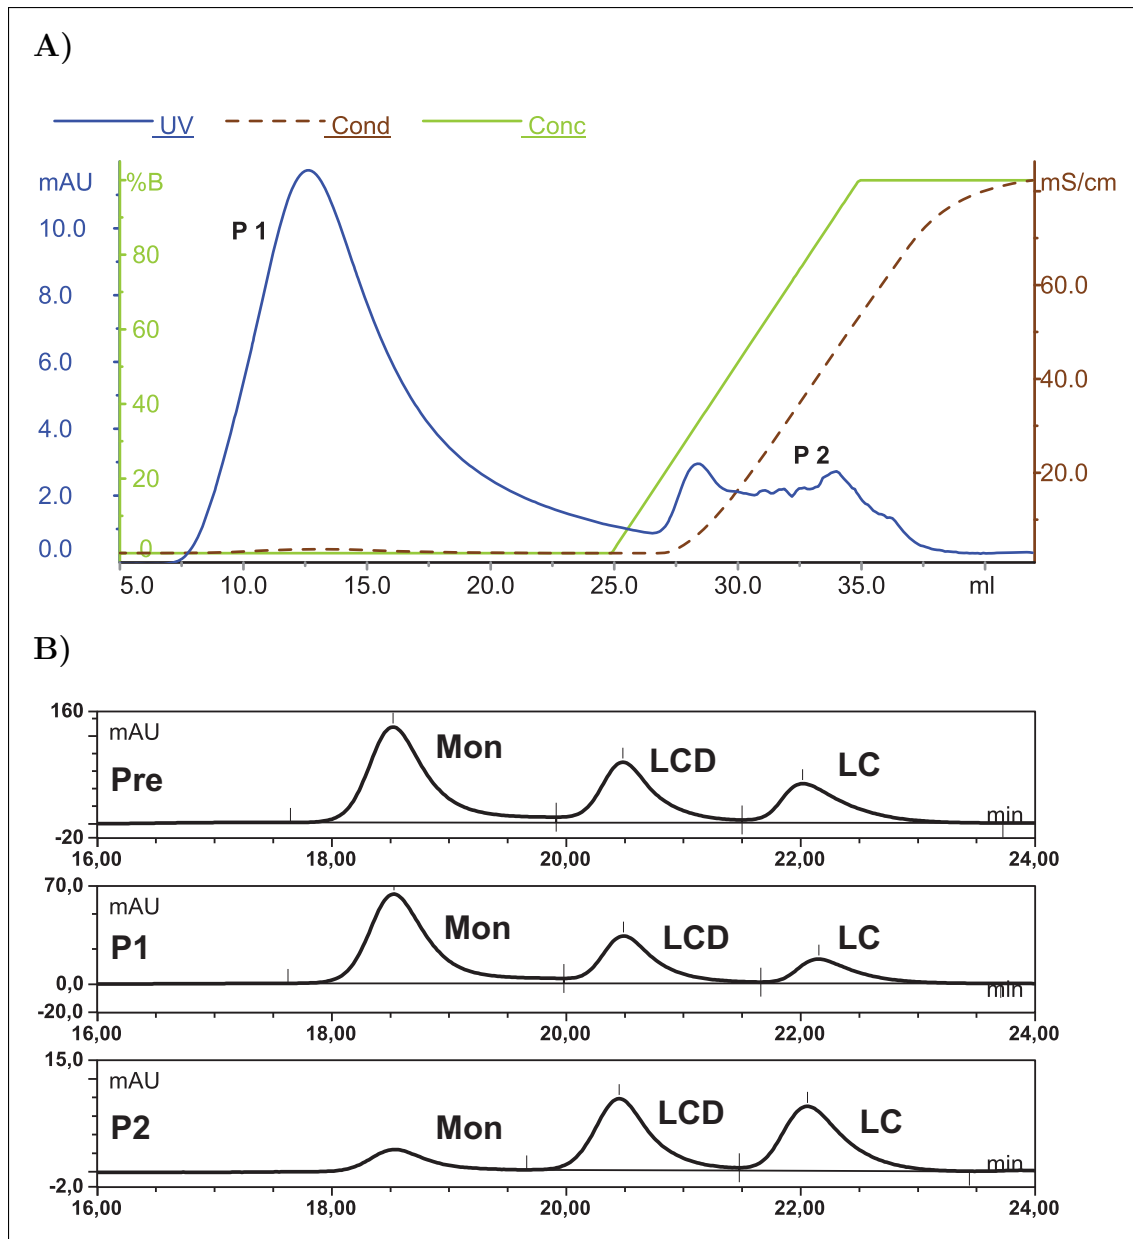 A)
UV Cond Conc
mAU %B mS/cm
P 1
10.0
80
8.0 60.0
60
6.0
40.0
40
4.0
P 2
20 20.0
2.0
0.0 0
5.0 10.0 15.0 20.0 25.0 30.0 35.0 ml
B)
160
mAU
Pre Mon LCD LC
min
-20
16,00 18,00 20,00 22,00 24,00
70,0
mAU
P1 Mon LCD LC
0,0 min
-20,0
16,00 18,00 20,00 22,00 24,00
15,0
mAU
P2 Mon LCD LC
min
-2,0
16,00 18,00 20,00 22,00 24,00